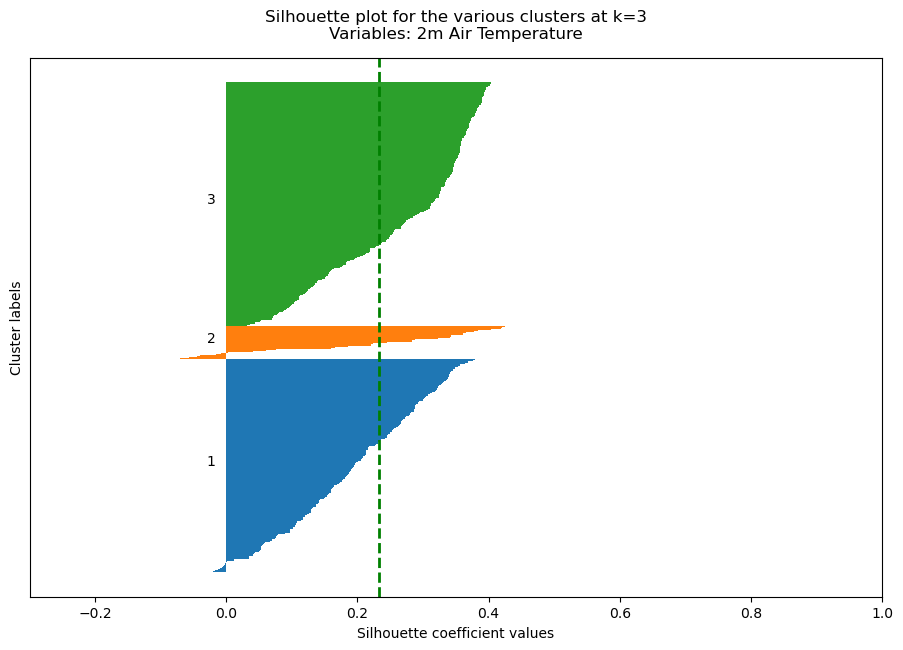 Silhouette plot for the various clusters at k=3
Variables: 2m Air Temperature
Cluster labels
3
2
1
−0.2 0.0 0.2 0.4 0.6 0.8 1.0
Silhouette coefficient values